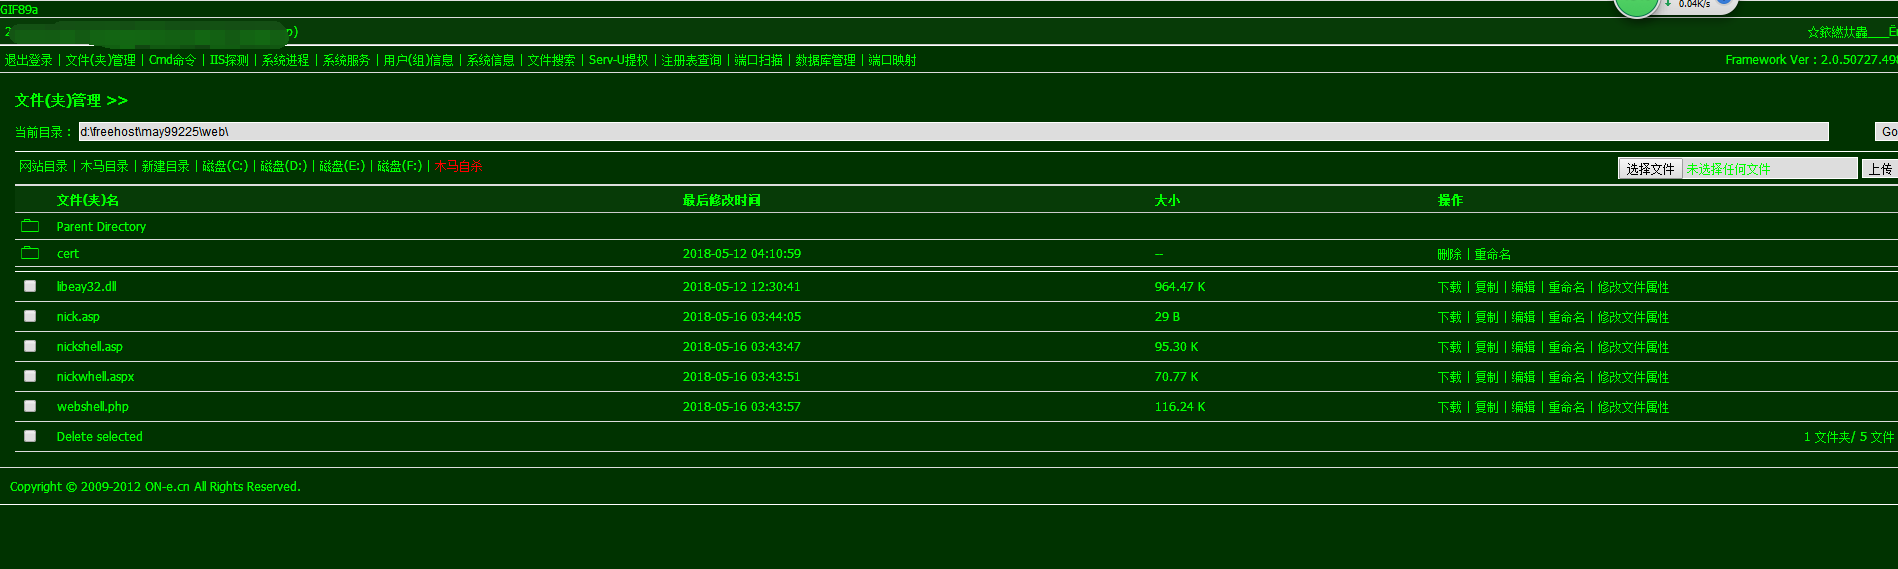 GIF89a
0.04K/s
2 p)
退出登录 | 文件(夹)管理 | Cmd命令 | IIS探测 | 系统进程 | 系统服务 | 用户(组)信息 | 系统信息 | 文件搜索 | Serv-U提权 | 注册表查询 | 端口扫描 | 数据库管理 | 端口映射 Framework Ver : 2.0.50727.498
文件(夹)管理 >>
当前目录 : d:\freehost\may99225\web\ Go
网站目录 | 木马目录 | 新建目录 | 磁盘(C:) | 磁盘(D:) | 磁盘(E:) | 磁盘(F:) | 木马自杀 选择文件 未选择任何文件 上传
文件(夹)名 最后修改时间 大小 操作
Parent Directory
cert 2018-05-12 04:10:59 -- 删除 | 重命名
libeay32.dll 2018-05-12 12:30:41 964.47 K 下载 | 复制 | 编辑 | 重命名 | 修改文件属性
nick.asp 2018-05-16 03:44:05 29 B 下载 | 复制 | 编辑 | 重命名 | 修改文件属性
nickshell.asp 2018-05-16 03:43:47 95.30 K 下载 | 复制 | 编辑 | 重命名 | 修改文件属性
nickwhell.aspx 2018-05-16 03:43:51 70.77 K 下载 | 复制 | 编辑 | 重命名 | 修改文件属性
webshell.php 2018-05-16 03:43:57 116.24 K 下载 | 复制 | 编辑 | 重命名 | 修改文件属性
Delete selected 1 文件夹/ 5 文件
Copyright © 2009-2012 ON-e.cn All Rights Reserved.